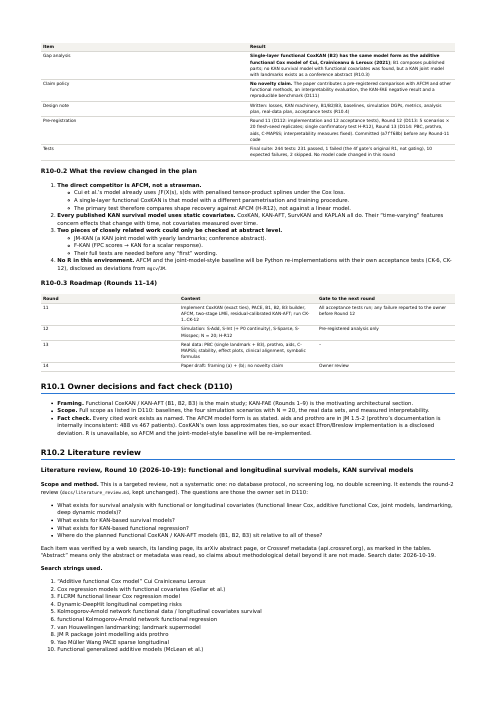 Item Result
Gap analysis Single-layer functional CoxKAN (B2) has the same model form as the additive
functional Cox model of Cui, Crainiceanu & Leroux (2021). B1 composes published
parts; no KAN survival model with functional covariates was found, but a KAN joint model
with landmarks exists as a conference abstract (R10.3)
Claim policy No novelty claim. The paper contributes a pre-registered comparison with AFCM and other
functional methods, an interpretability evaluation, the KAN-FAE negative result and a
reproducible benchmark (D111)
Design note Written: losses, KAN machinery, B1/B2/B3, baselines, simulation DGPs, metrics, analysis
plan, real-data plan, acceptance tests (R10.4)
Pre-registration Round 11 (D112: implementation and 12 acceptance tests), Round 12 (D113: 5 scenarios ×
20 fresh-seed replicates, single confirmatory test H-R12), Round 13 (D114: PBC, prothro,
aids, C-MAPSS; interpretability measures fixed). Committed (a7ff68b) before any Round-11
code
Tests Final suite: 244 tests: 231 passed, 1 failed (the 4f gate's original R1, not gating), 10
expected failures, 2 skipped. No model code changed in this round
R10-0.2 What the review changed in the plan
1. The direct competitor is AFCM, not a strawman.
Cui et al.'s model already uses ∫F(X(s), s)ds with penalised tensor-product splines under the Cox loss.
A single-layer functional CoxKAN is that model with a different parametrisation and training procedure.
The primary test therefore compares shape recovery against AFCM (H-R12), not against a linear model.
2. Every published KAN survival model uses static covariates. CoxKAN, KAN-AFT, SurvKAN and KAPLAN all do. Their "time-varying" features
concern effects that change with time, not covariates measured over time.
3. Two pieces of closely related work could only be checked at abstract level.
JM-KAN (a KAN joint model with yearly landmarks; conference abstract).
F-KAN (FPC scores → KAN for a scalar response).
Their full texts are needed before any "first" wording.
4. No R in this environment. AFCM and the joint-model-style baseline will be Python re-implementations with their own acceptance tests (CK-6, CK-
12), disclosed as deviations from mgcv/JM.
R10-0.3 Roadmap (Rounds 11–14)
Round Content Gate to the next round
11 Implement CoxKAN (exact ties), PACE, B1, B2, B3 builder, AFCM, two-stage LME, residual-calibrated KAN-AFT; run CK-1..CK-12 All acceptance tests run; any failure reported to the owner before Round 12
12 Simulation: S-Add, S-Int (+ P0 continuity), S-Sparse, S-Misspec; N = 20; H-R12 Pre-registered analysis only
13 Real data: PBC (single landmark + B3), prothro, aids, C-MAPSS; stability, effect plots, clinical alignment, symbolic formulas –
14 Paper draft: framing (a) + (b); no novelty claim Owner review
R10.1 Owner decisions and fact check (D110)
Framing. Functional CoxKAN / KAN-AFT (B1, B2, B3) is the main study; KAN-FAE (Rounds 1–9) is the motivating architectural section.
Scope. Full scope as listed in D110: baselines, the four simulation scenarios with N = 20, the real data sets, and measured interpretability.
Fact check. Every cited work exists as named. The AFCM model form is as stated. aids and prothro are in JM 1.5-2 (prothro's documentation is
internally inconsistent: 488 vs 467 patients). CoxKAN's own loss approximates ties, so our exact Efron/Breslow implementation is a disclosed
deviation. R is unavailable, so AFCM and the joint-model-style baseline will be re-implemented.
R10.2 Literature review
Literature review, Round 10 (2026-10-19): functional and longitudinal survival models, KAN survival models
Scope and method. This is a targeted review, not a systematic one: no database protocol, no screening log, no double screening. It extends the round-2
review (docs/literature_review.md, kept unchanged). The questions are those the owner set in D110:
What exists for survival analysis with functional or longitudinal covariates (functional linear Cox, additive functional Cox, joint models, landmarking,
deep dynamic models)?
What exists for KAN-based survival models?
What exists for KAN-based functional regression?
Where do the planned Functional CoxKAN / KAN-AFT models (B1, B2, B3) sit relative to all of these?
Each item was verified by a web search, its landing page, its arXiv abstract page, or Crossref metadata (api.crossref.org), as marked in the tables.
"Abstract" means only the abstract or metadata was read, so claims about methodological detail beyond it are not made. Search date: 2026-10-19.
Search strings used.
1. "Additive functional Cox model" Cui Crainiceanu Leroux
2. Cox regression models with functional covariates (Gellar et al.)
3. FLCRM functional linear Cox regression model
4. Dynamic-DeepHit longitudinal competing risks
5. Kolmogorov-Arnold network functional data / longitudinal covariates survival
6. functional Kolmogorov-Arnold network functional regression
7. van Houwelingen landmarking; landmark supermodel
8. JM R package joint modelling aids prothro
9. Yao Müller Wang PACE sparse longitudinal
10. Functional generalized additive models (McLean et al.)